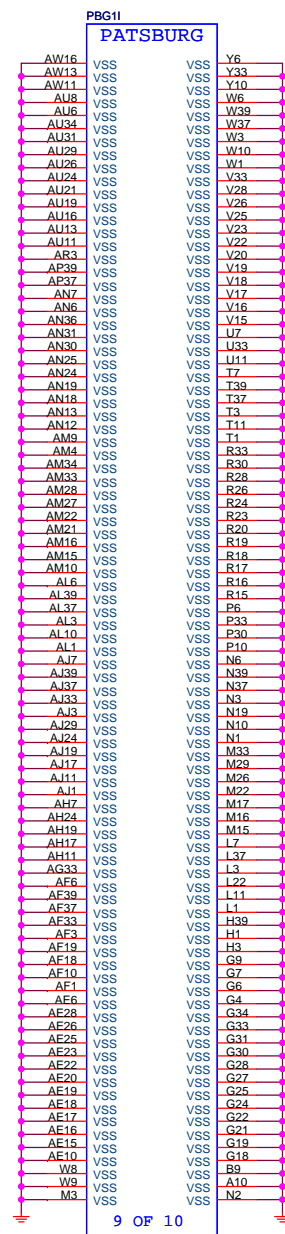 PBG1I
PATSBURG
AW16 VSS VSS Y6
AW13 VSS VSS Y33
AW11 VSS VSS Y10
AU8 VSS VSS W6
AU6 VSS VSS W39
AU34 VSS VSS W37
AU31 VSS VSS W3
AU29 VSS VSS W10
AU26 VSS VSS W1
AU24 VSS VSS V33
AU21 VSS VSS V28
AU19 VSS VSS V26
AU16 VSS VSS V25
AU13 VSS VSS V23
AU11 VSS VSS V22
AR3 VSS VSS V20
AP39 VSS VSS V19
AP37 VSS VSS V18
AN7 VSS VSS V17
AN6 VSS VSS V16
AN36 VSS VSS V15
AN31 VSS VSS U7
AN30 VSS VSS U33
AN25 VSS VSS U11
AN24 VSS VSS T7
AN19 VSS VSS T39
AN18 VSS VSS T37
AN13 VSS VSS T3
AN12 VSS VSS T11
AM9 VSS VSS T1
AM4 VSS VSS R33
AM34 VSS VSS R30
AM33 VSS VSS R28
AM28 VSS VSS R26
AM27 VSS VSS R24
AM22 VSS VSS R23
AM21 VSS VSS R20
AM16 VSS VSS R19
AM15 VSS VSS R18
AM10 VSS VSS R17
AL6 VSS VSS R16
AL39 VSS VSS R15
AL37 VSS VSS P6
AL3 VSS VSS P33
AL10 VSS VSS P30
AL1 VSS VSS P10
AJ7 VSS VSS N6
AJ39 VSS VSS N39
AJ37 VSS VSS N37
AJ33 VSS VSS N3
AJ3 VSS VSS N19
AJ29 VSS VSS N10
AJ24 VSS VSS N1
AJ19 VSS VSS M33
AJ17 VSS VSS M29
AJ11 VSS VSS M26
AJ1 VSS VSS M22
AH7 VSS VSS M17
AH24 VSS VSS M16
AH19 VSS VSS M15
AH17 VSS VSS L7
AH11 VSS VSS L37
AG33 VSS VSS L3
AF6 VSS VSS L22
AF39 VSS VSS L11
AF37 VSS VSS L1
AF33 VSS VSS H39
AF3 VSS VSS H1
AF19 VSS VSS H3
AF18 VSS VSS G9
AF10 VSS VSS G7
AF1 VSS VSS G6
AE6 VSS VSS G4
AE28 VSS VSS G34
AE26 VSS VSS G33
AE25 VSS VSS G31
AE23 VSS VSS G30
AE22 VSS VSS G28
AE20 VSS VSS G27
AE19 VSS VSS G25
AE18 VSS VSS G24
AE17 VSS VSS G22
AE16 VSS VSS G21
AE15 VSS VSS G19
AE10 VSS VSS G18
W8 VSS VSS B9
W9 VSS VSS A10
M3 VSS VSS N2
9 OF 10